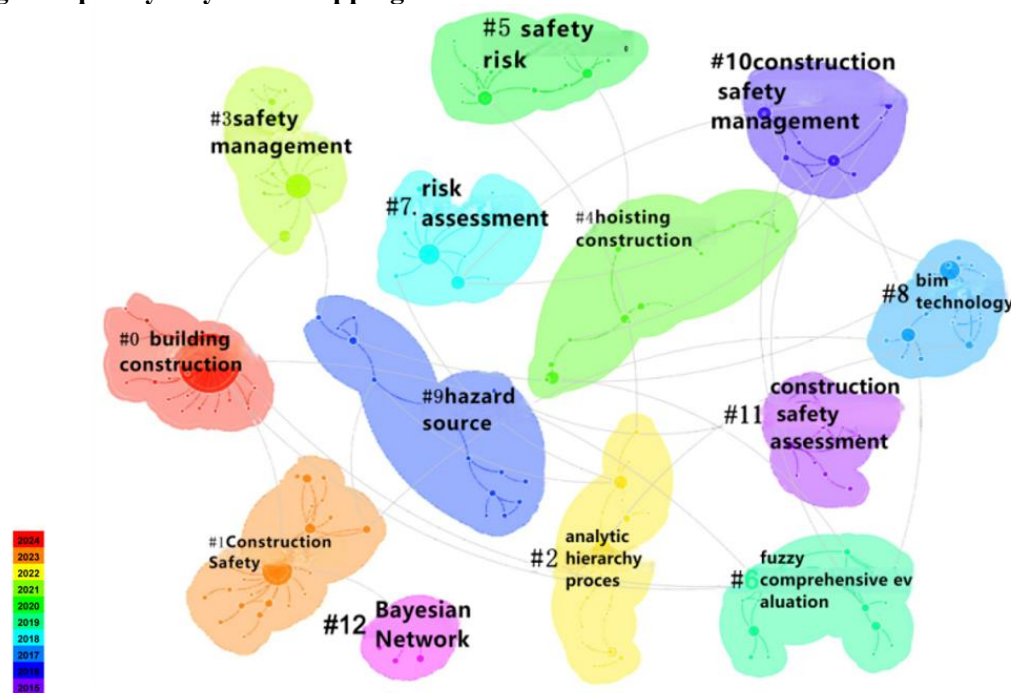 #5 safety
risk
#10construction
safety
management
#3safety
management
#7. risk
assessment
#4hoisting
construction
#8 bim
technology
#0 building
construction
#9hazard
source
#11 construction
safety
assessment
#1Construction
Safety
#2 analytic
hierarchy
proces
#6 fuzzy
comprehensive ev
aluation
#12 Bayesian
Network
2024
2023
2022
2021
2020
2019
2018
2017
2016
2015